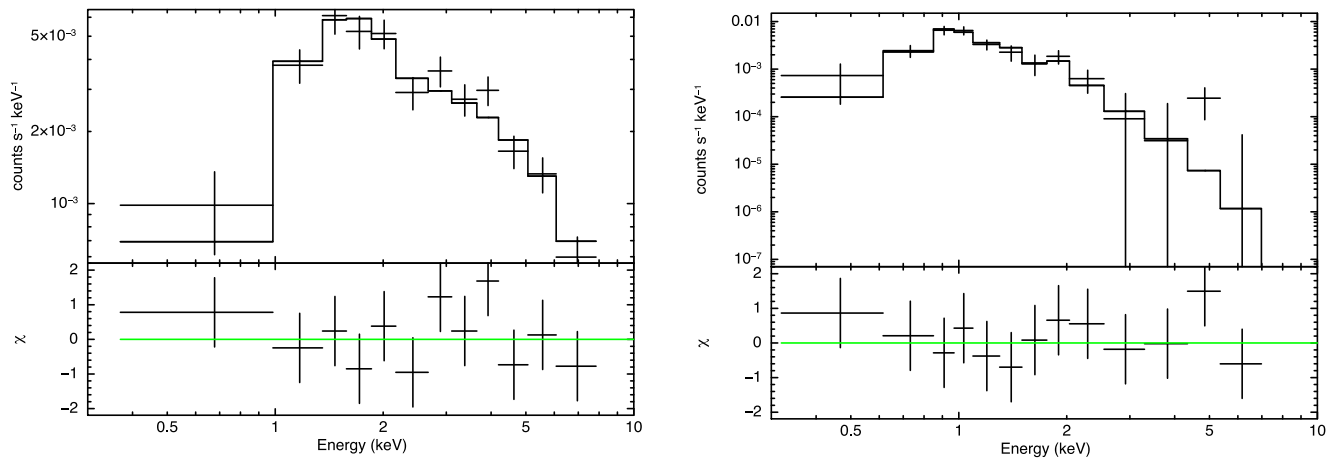 5×10⁻³
2×10⁻³
10⁻³
counts s⁻¹ keV⁻¹
2
1
0
−1
−2
χ
0.5 1 2 5 10
Energy (keV)
0.01
10⁻³
10⁻⁴
10⁻⁵
10⁻⁶
10⁻⁷
counts s⁻¹ keV⁻¹
2
1
0
−1
−2
χ
0.5 1 2 5 10
Energy (keV)